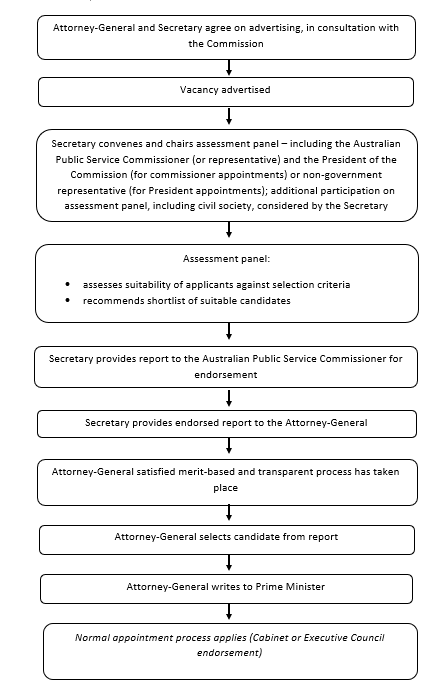 Attorney-General and Secretary agree on advertising, in consultation with
the Commission
Vacancy advertised
Secretary convenes and chairs assessment panel – including the Australian
Public Service Commissioner (or representative) and the President of the
Commission (for commissioner appointments) or non-government
representative (for President appointments); additional participation on
assessment panel, including civil society, considered by the Secretary
Assessment panel:
• assesses suitability of applicants against selection criteria
• recommends shortlist of suitable candidates
Secretary provides report to the Australian Public Service Commissioner for
endorsement
Secretary provides endorsed report to the Attorney-General
Attorney-General satisfied merit-based and transparent process has taken
place
Attorney-General selects candidate from report
Attorney-General writes to Prime Minister
Normal appointment process applies (Cabinet or Executive Council
endorsement)